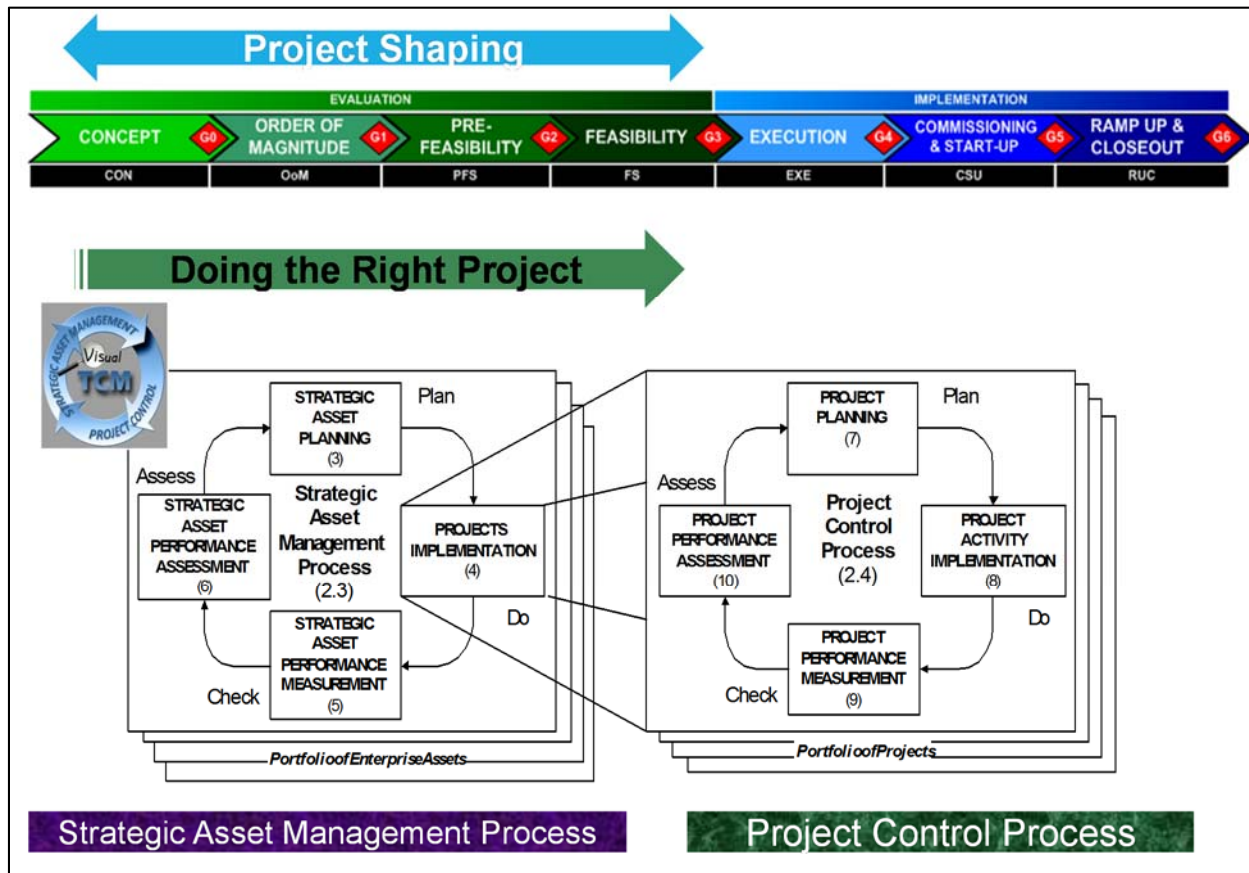 Project Shaping
EVALUATION
IMPLEMENTATION
CONCEPT
G0
ORDER OF
MAGNITUDE
G1
PRE-
FEASIBILITY
G2
FEASIBILITY
G3
EXECUTION
G4
COMMISSIONING
& START-UP
G5
RAMP UP &
CLOSEOUT
G6
CON
OoM
PFS
FS
EXE
CSU
RUC
Doing the Right Project
STRATEGIC ASSET MANAGEMENT
Visual
TCM
PROJECT CONTROL
STRATEGIC
ASSET
PLANNING
(3)
Plan
Assess
STRATEGIC
ASSET
PERFORMANCE
ASSESSMENT
(6)
Strategic
Asset
Management
Process
(2.3)
PROJECTS
IMPLEMENTATION
(4)
Do
STRATEGIC
ASSET
PERFORMANCE
MEASUREMENT
(5)
Check
PortfolioofEnterpriseAssets
PROJECT
PLANNING
(7)
Plan
Assess
PROJECT
PERFORMANCE
ASSESSMENT
(10)
Project
Control
Process
(2.4)
PROJECT
ACTIVITY
IMPLEMENTATION
(8)
Do
PROJECT
PERFORMANCE
MEASUREMENT
(9)
Check
PortfolioofProjects
Strategic Asset Management Process
Project Control Process